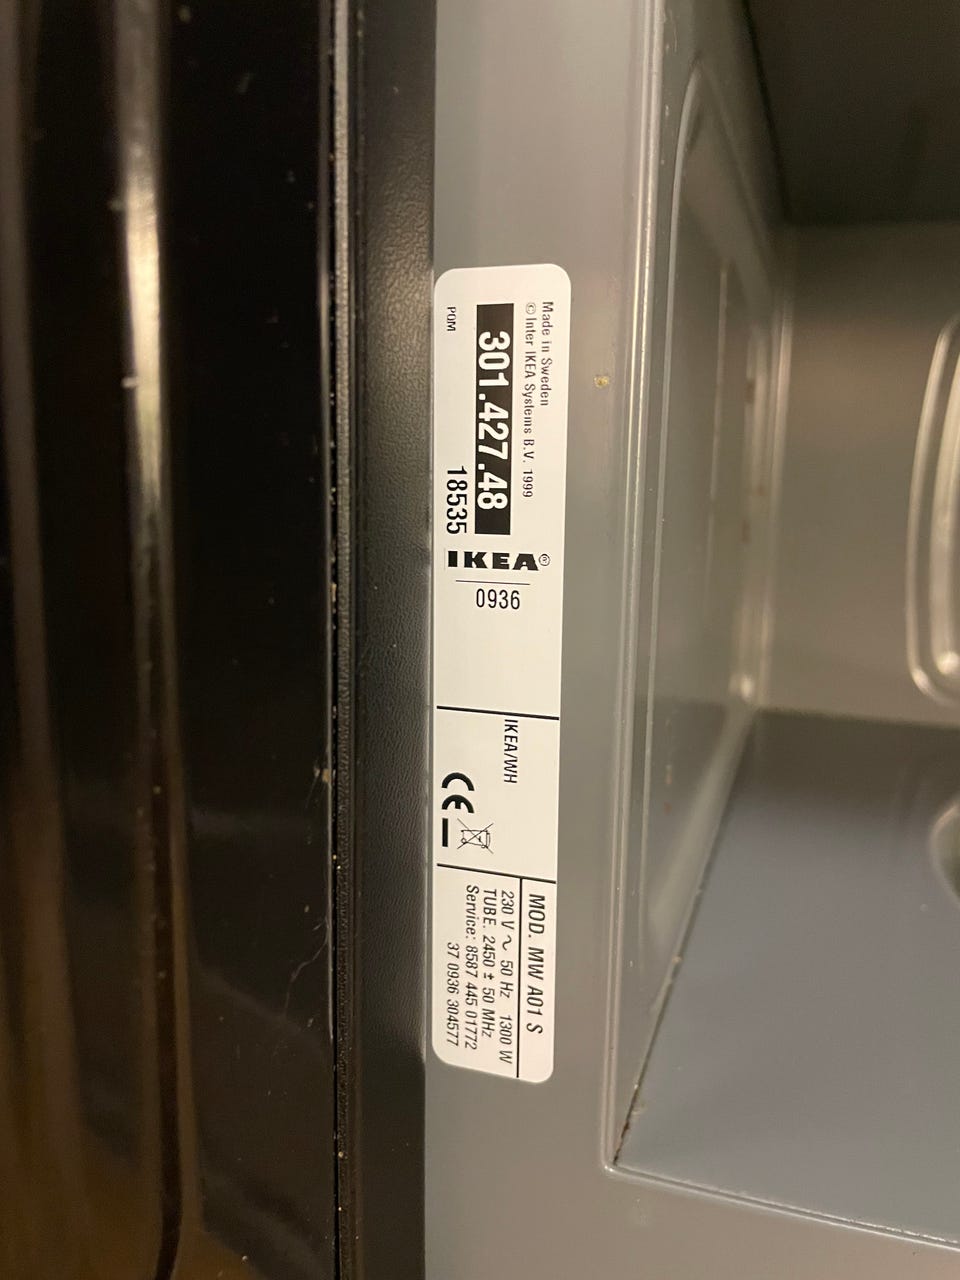 Made in Sweden
© Inter IKEA Systems B.V. 1999
301.427.48
PQM
18535
IKEA®
0936
IKEA/WH
CE
MOD. MW A01 S
230 V ~ 50 Hz 1300 W
TUBE. 2450 ± 50 MHz
Service: 8587 445 01772
37 0936 304577